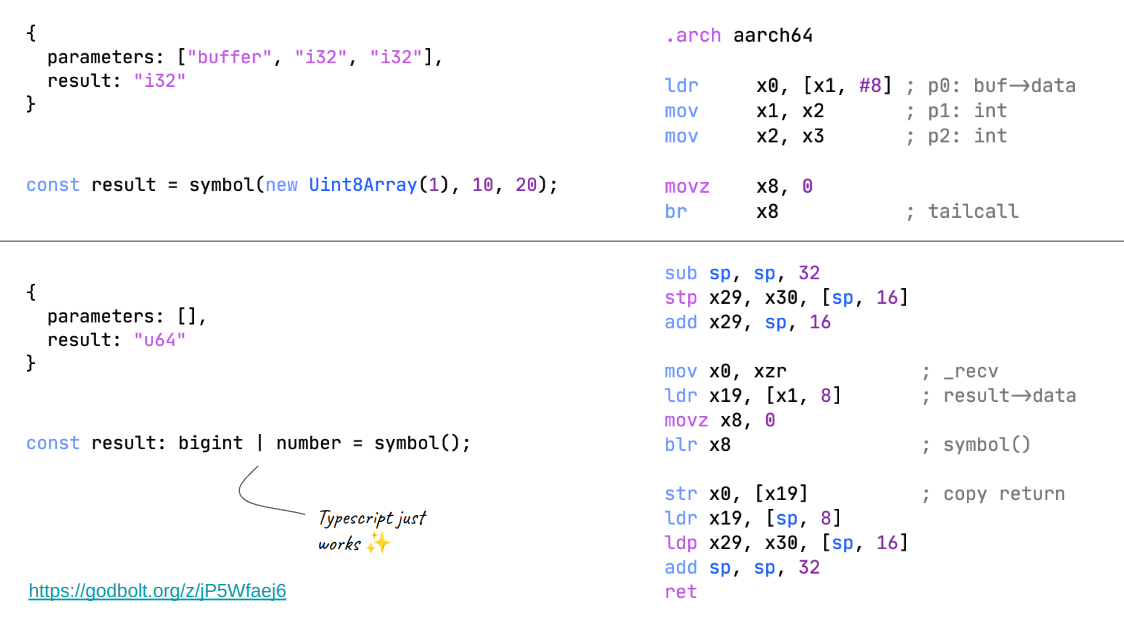 {
  parameters: ["buffer", "i32", "i32"],
  result: "i32"
}
const result = symbol(new Uint8Array(1), 10, 20);
.arch aarch64
ldr x0, [x1, #8] ; p0: buf->data
mov x1, x2 ; p1: int
mov x2, x3 ; p2: int
movz x8, 0
br x8 ; tailcall
{
  parameters: [],
  result: "u64"
}
const result: bigint | number = symbol();
Typescript just
works ✨
https://godbolt.org/z/jP5Wfaej6
sub sp, sp, 32
stp x29, x30, [sp, 16]
add x29, sp, 16
mov x0, xzr ; _recv
ldr x19, [x1, 8] ; result->data
movz x8, 0
blr x8 ; symbol()
str x0, [x19] ; copy return
ldr x19, [sp, 8]
ldp x29, x30, [sp, 16]
add sp, sp, 32
ret